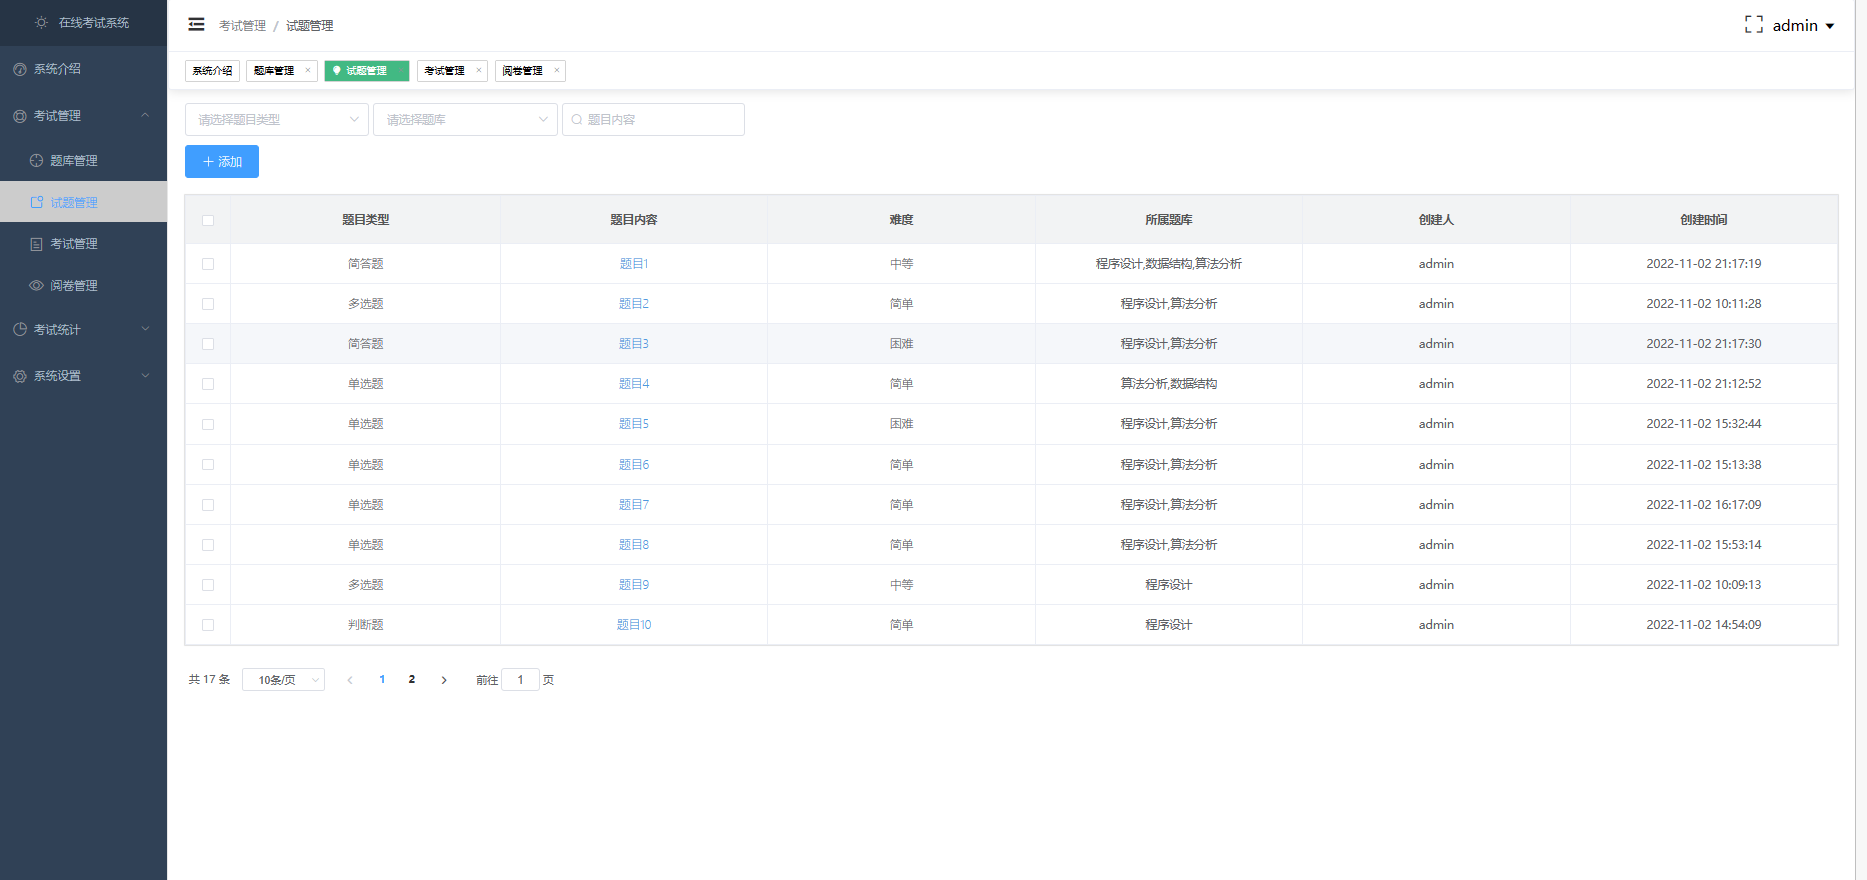 在线考试系统
系统介绍
考试管理
题库管理
试题管理
考试管理
阅卷管理
考试统计
系统设置
考试管理 / 试题管理
admin
系统介绍 题库管理 × 试题管理 考试管理 × 阅卷管理 ×
请选择题目类型 请选择题库 题目内容
+ 添加
题目类型 题目内容 难度 所属题库 创建人 创建时间
简答题 题目1 中等 程序设计,数据结构,算法分析 admin 2022-11-02 21:17:19
多选题 题目2 简单 程序设计,算法分析 admin 2022-11-02 10:11:28
简答题 题目3 困难 程序设计,算法分析 admin 2022-11-02 21:17:30
单选题 题目4 简单 算法分析,数据结构 admin 2022-11-02 21:12:52
单选题 题目5 困难 程序设计,算法分析 admin 2022-11-02 15:32:44
单选题 题目6 简单 程序设计,算法分析 admin 2022-11-02 15:13:38
单选题 题目7 简单 程序设计,算法分析 admin 2022-11-02 16:17:09
单选题 题目8 简单 程序设计,算法分析 admin 2022-11-02 15:53:14
多选题 题目9 中等 程序设计 admin 2022-11-02 10:09:13
判断题 题目10 简单 程序设计 admin 2022-11-02 14:54:09
共 17 条 10条/页 < 1 2 > 前往 1 页